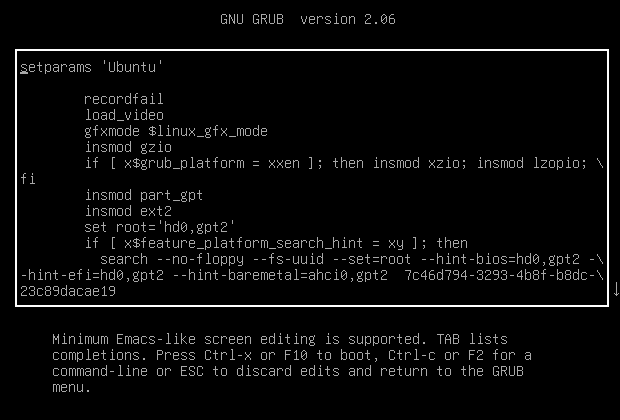 GNU GRUB  version 2.06
setparams 'Ubuntu'
        recordfail
        load_video
        gfxmode $linux_gfx_mode
        insmod gzio
        if [ x$grub_platform = xxen ]; then insmod xzio; insmod lzopio; \
fi
        insmod part_gpt
        insmod ext2
        set root='hd0,gpt2'
        if [ x$feature_platform_search_hint = xy ]; then
          search --no-floppy --fs-uuid --set=root --hint-bios=hd0,gpt2 -\
-hint-efi=hd0,gpt2 --hint-baremetal=ahci0,gpt2  7c46d794-3293-4b8f-b8dc-\
23c89dacae19
Minimum Emacs-like screen editing is supported. TAB lists
completions. Press Ctrl-x or F10 to boot, Ctrl-c or F2 for a
command-line or ESC to discard edits and return to the GRUB
menu.